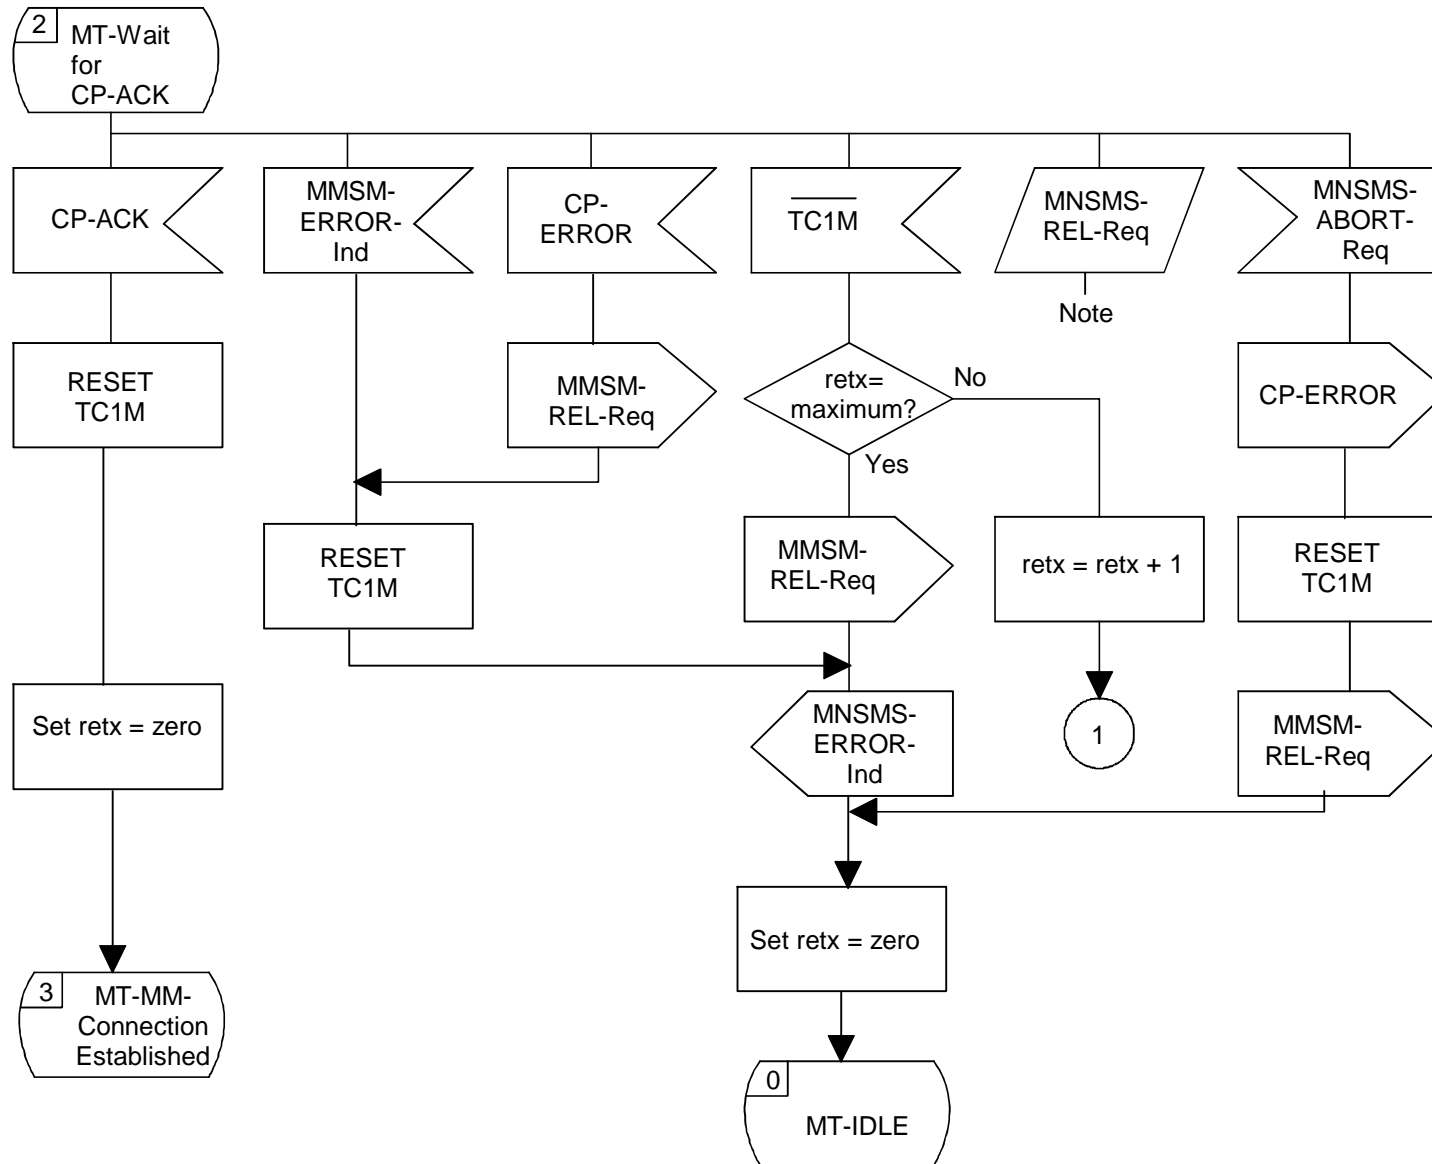 2
MT-Wait
for
CP-ACK
CP-ACK
MMSM-
ERROR-
Ind
CP-
ERROR
TC1M
MNSMS-
REL-Req
Note
MNSMS-
ABORT-
Req
RESET
TC1M
MMSM-
REL-Req
retx=
maximum?
No
Yes
CP-ERROR
RESET
TC1M
MMSM-
REL-Req
retx = retx + 1
RESET
TC1M
Set retx = zero
MNSMS-
ERROR-
Ind
1
MMSM-
REL-Req
Set retx = zero
3
MT-MM-
Connection
Established
0
MT-IDLE